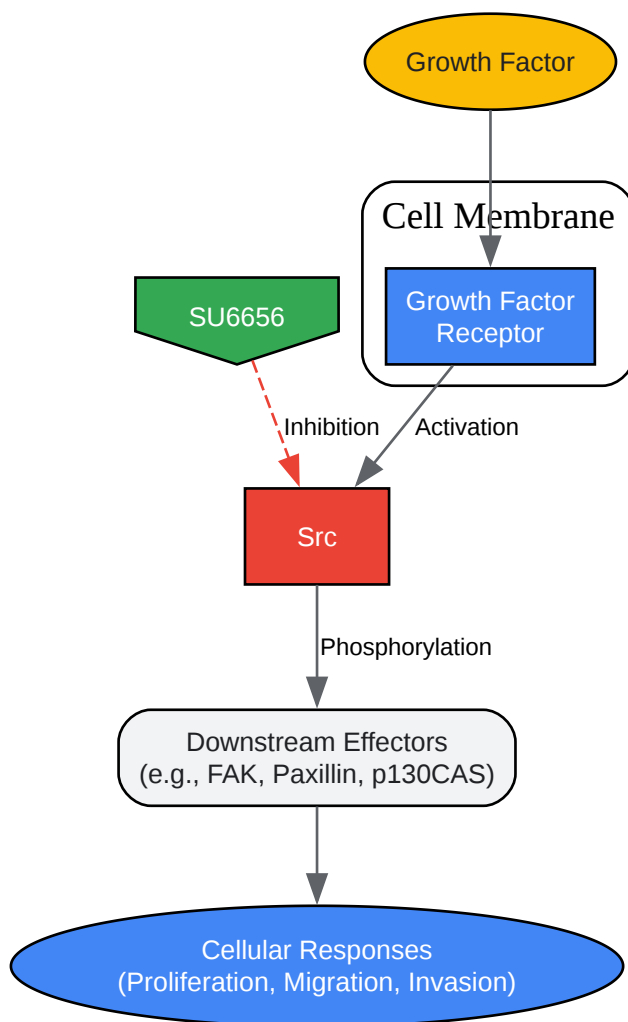 Growth Factor
Cell Membrane
Growth Factor
Receptor
SU6656
Inhibition
Activation
Src
Phosphorylation
Downstream Effectors
(e.g., FAK, Paxillin, p130CAS)
Cellular Responses
(Proliferation, Migration, Invasion)